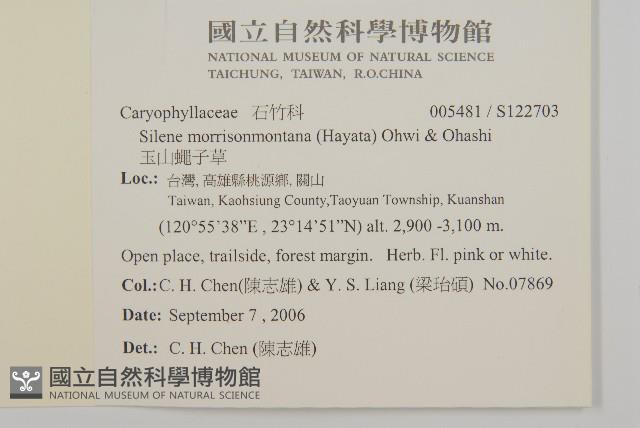 國立自然科學博物館
NATIONAL MUSEUM OF NATURAL SCIENCE
TAICHUNG, TAIWAN, R.O.CHINA
Caryophyllaceae 石竹科 005481 / S122703
Silene morrisonmontana (Hayata) Ohwi & Ohashi
玉山蠅子草
Loc.: 台灣, 高雄縣桃源鄉, 關山
Taiwan, Kaohsiung County,Taoyuan Township, Kuanshan
(120°55’38”E , 23°14’51”N) alt. 2,900 -3,100 m.
Open place, trailside, forest margin. Herb. Fl. pink or white.
Col.: C. H. Chen(陳志雄) & Y. S. Liang (梁珆碩) No.07869
Date: September 7 , 2006
Det.: C. H. Chen (陳志雄)
國立自然科學博物館
NATIONAL MUSEUM OF NATURAL SCIENCE